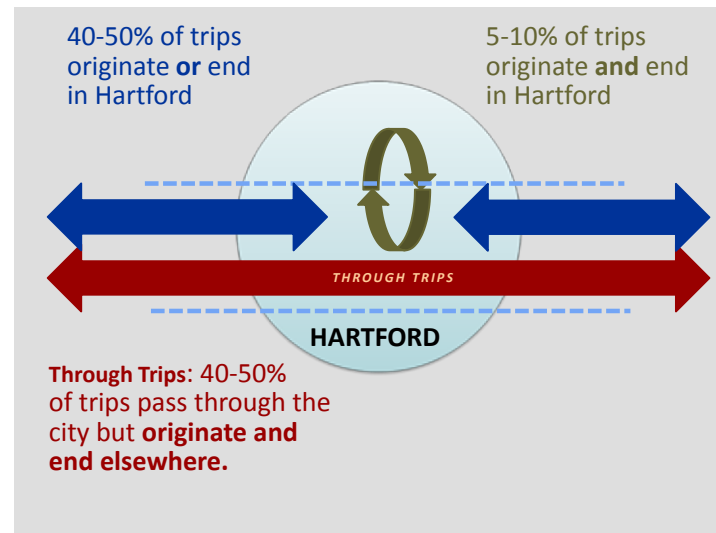 40-50% of trips
originate or end
in Hartford
5-10% of trips
originate and end
in Hartford
THROUGH TRIPS
HARTFORD
Through Trips: 40-50%
of trips pass through the
city but originate and
end elsewhere.